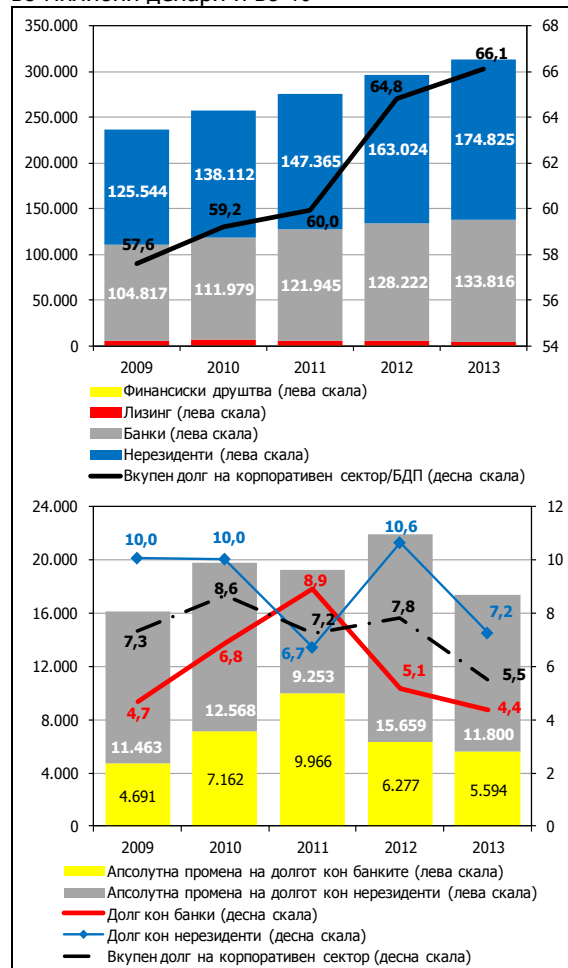 во милиони денари и во %
350.000 68
66,1
300.000 66
64,8
250.000 64
174.825
163.024
200.000 147.365 62
138.112
125.544
150.000 59,2 60,0 60
57,6
100.000 58
104.817 111.979 121.945 128.222 133.816
50.000 56
0 54
2009 2010 2011 2012 2013
Финансиски друштва (лева скала)
Лизинг (лева скала)
Банки (лева скала)
Нерезиденти (лева скала)
Вкупен долг на корпоративен сектор/БДП (десна скала)
24.000 12
10,0 10,0 10,6
20.000 10
8,6 8,9
16.000 7,3 7,2 7,8 7,2 8
6,8 6,7
12.000 5,1 5,5 6
9.253
4,7 12.568 4,4
8.000 4
11.463 15.659 11.800
9.966
4.000 7.162 6.277 5.594 2
4.691
0 0
2009 2010 2011 2012 2013
Апсолутна промена на долгот кон банките (лева скала)
Апсолутна промена на долгот кон нерезиденти (лева скала)
Долг кон банки (десна скала)
Долг кон нерезиденти (десна скала)
Вкупен долг на корпоративен сектор (десна скала)